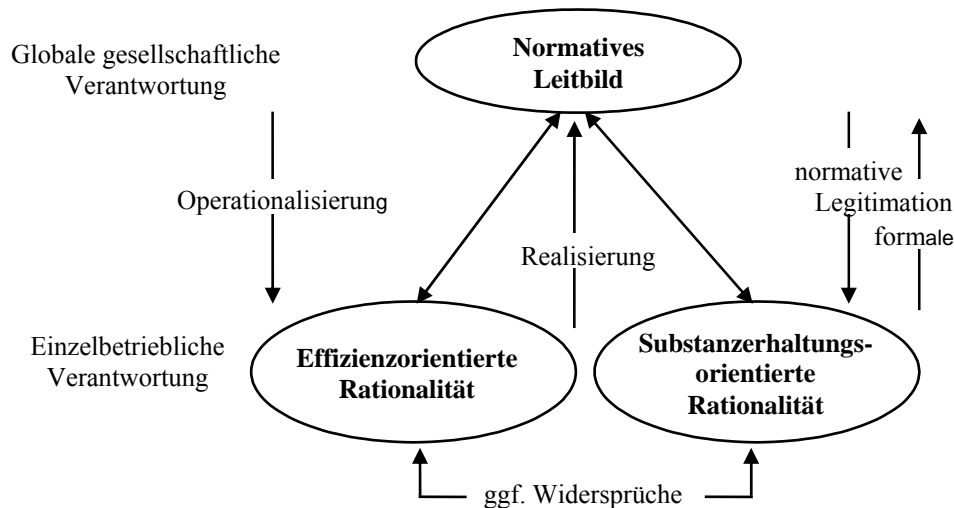 Globale gesellschaftliche
Verantwortung
Normatives
Leitbild
Operationalisierung
Realisierung
normative
Legitimation
formale
Einzelbetriebliche
Verantwortung
Effizienzorientierte
Rationalität
Substanzerhaltungs-
orientierte
Rationalität
ggf. Widersprüche